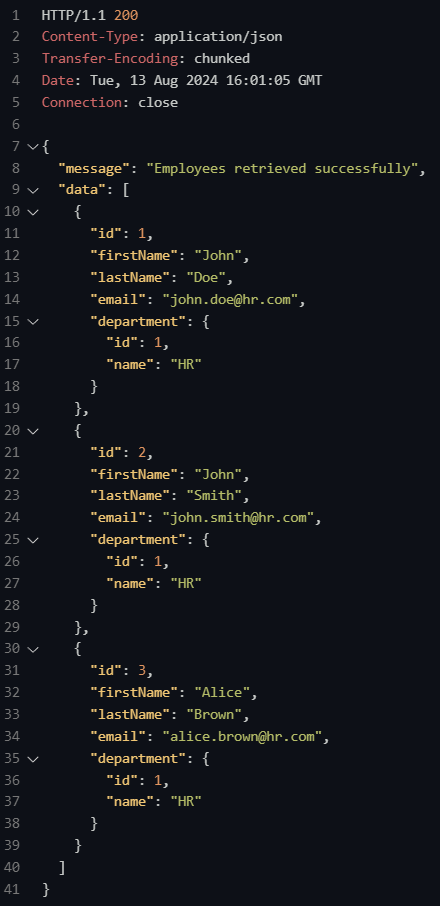 1 HTTP/1.1 200
2 Content-Type: application/json
3 Transfer-Encoding: chunked
4 Date: Tue, 13 Aug 2024 16:01:05 GMT
5 Connection: close
6
7 {
8   "message": "Employees retrieved successfully",
9   "data": [
10     {
11       "id": 1,
12       "firstName": "John",
13       "lastName": "Doe",
14       "email": "john.doe@hr.com",
15       "department": {
16         "id": 1,
17         "name": "HR"
18       }
19     },
20     {
21       "id": 2,
22       "firstName": "John",
23       "lastName": "Smith",
24       "email": "john.smith@hr.com",
25       "department": {
26         "id": 1,
27         "name": "HR"
28       }
29     },
30     {
31       "id": 3,
32       "firstName": "Alice",
33       "lastName": "Brown",
34       "email": "alice.brown@hr.com",
35       "department": {
36         "id": 1,
37         "name": "HR"
38       }
39     }
40   ]
41 }